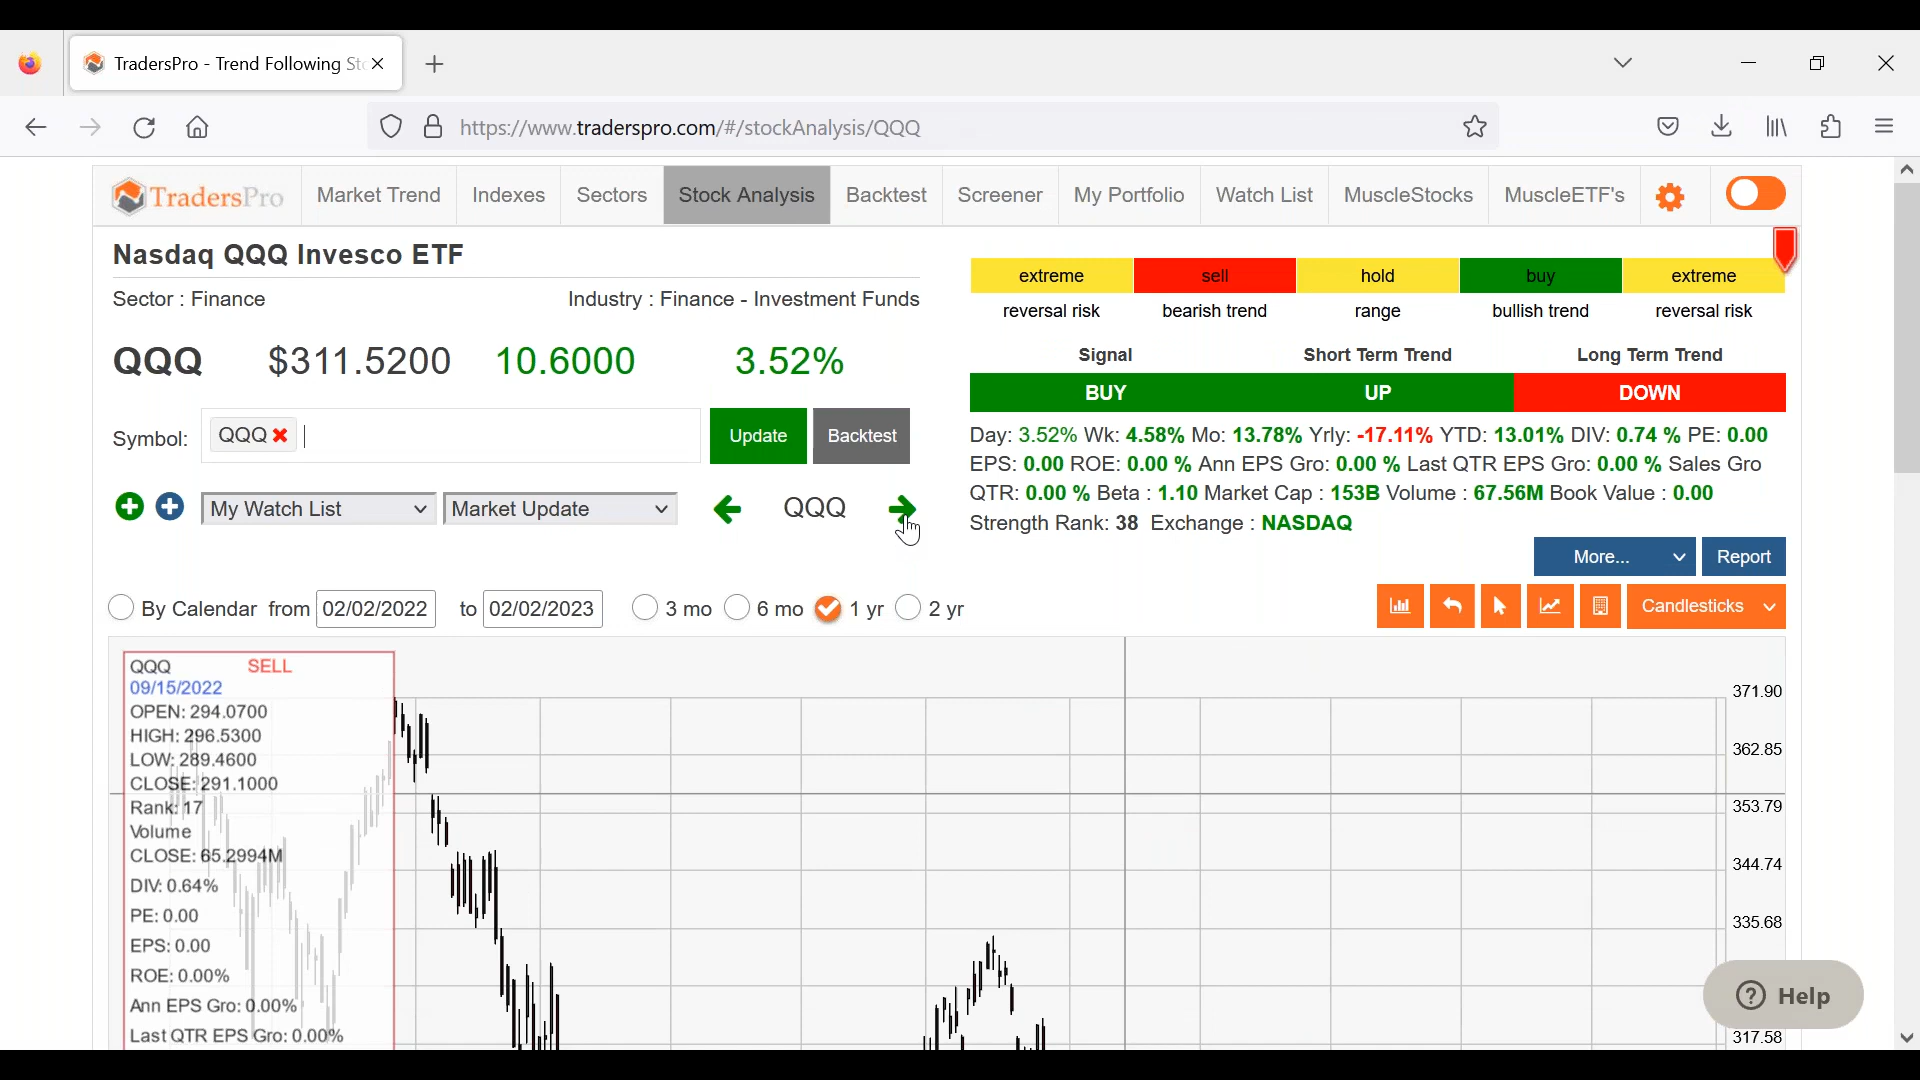 TradersPro - Trend Following Sto
https://www.traderspro.com/#/stockAnalysis/QQQ
TradersPro Market Trend Indexes Sectors Stock Analysis Backtest Screener My Portfolio Watch List MuscleStocks MuscleETF's
Nasdaq QQQ Invesco ETF
Sector : Finance Industry : Finance - Investment Funds
QQQ $311.5200 10.6000 3.52%
Symbol: QQQ Update Backtest
My Watch List Market Update QQQ
extreme sell hold buy extreme
reversal risk bearish trend range bullish trend reversal risk
Signal Short Term Trend Long Term Trend
BUY UP DOWN
Day: 3.52% Wk: 4.58% Mo: 13.78% Yrly: -17.11% YTD: 13.01% DIV: 0.74 % PE: 0.00
EPS: 0.00 ROE: 0.00 % Ann EPS Gro: 0.00 % Last QTR EPS Gro: 0.00 % Sales Gro
QTR: 0.00 % Beta : 1.10 Market Cap : 153B Volume : 67.56M Book Value : 0.00
Strength Rank: 38 Exchange : NASDAQ
More... Report
By Calendar from 02/02/2022 to 02/02/2023 3 mo 6 mo 1 yr 2 yr Candlesticks
QQQ SELL
09/15/2022
OPEN: 294.0700
HIGH: 296.5300
LOW: 289.4600
CLOSE: 291.1000
Rank: 17
Volume
CLOSE: 65.2994M
DIV: 0.64%
PE: 0.00
EPS: 0.00
ROE: 0.00%
Ann EPS Gro: 0.00%
Last QTR EPS Gro: 0.00%
371.90
362.85
353.79
344.74
335.68
317.58
Help